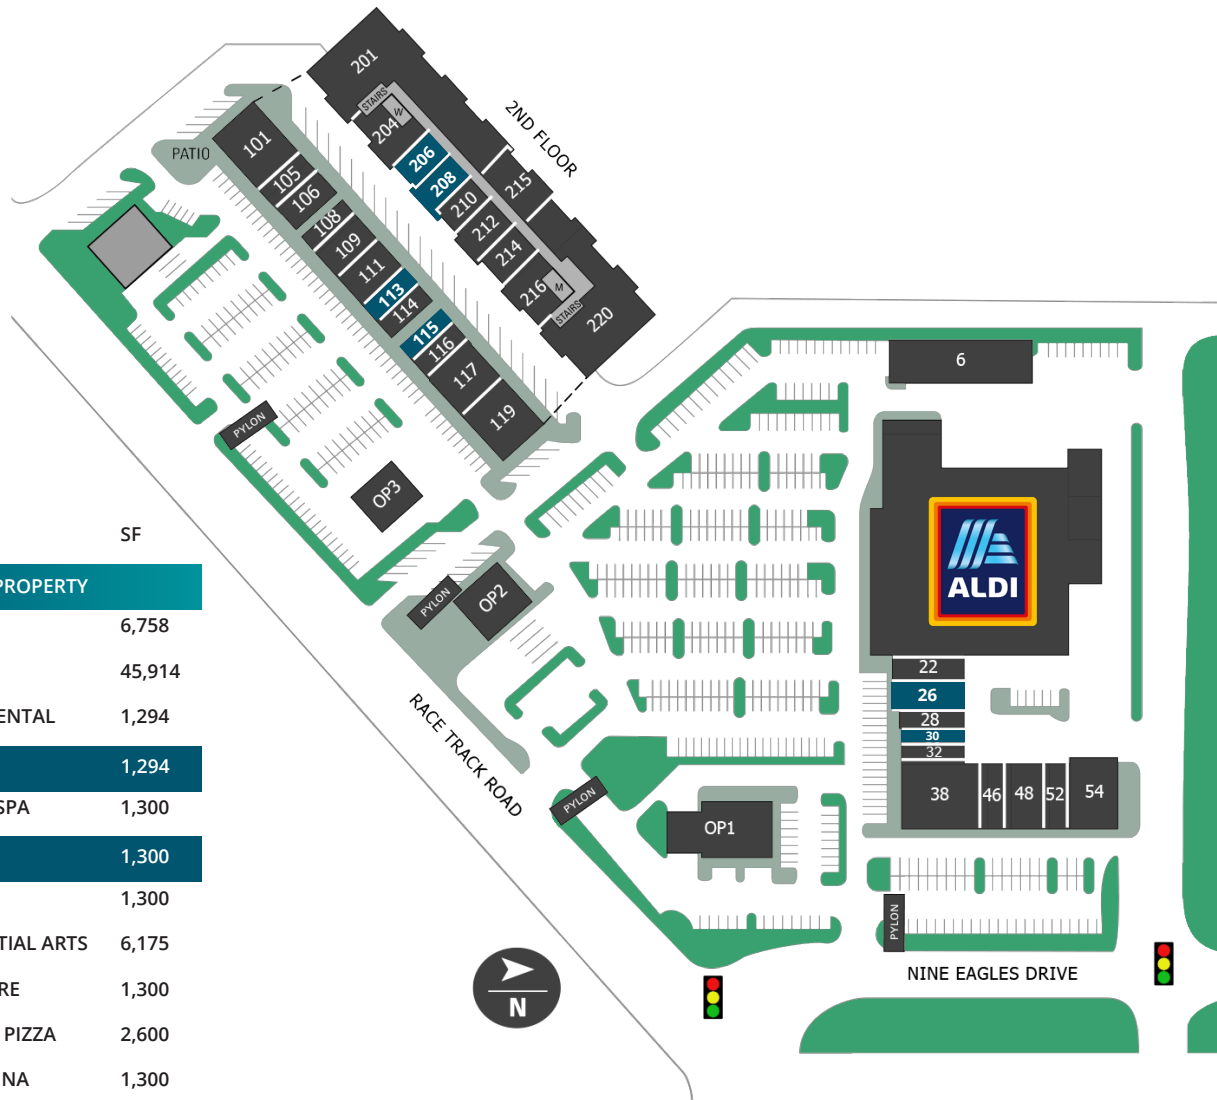 201
STAIRS
W
204
206
208
210
212
214
216
215
M
STAIRS
220
2ND FLOOR
PATIO
101
105
106
108
109
111
113
114
115
116
117
119
PYLON
OP3
PYLON
OP2
RACE TRACK ROAD
PYLON
OP1
6
ALDI
22
26
28
30
32
38
46
48
52
54
PYLON
NINE EAGLES DRIVE
N
SF
PROPERTY
6,758
45,914
ENTAL 1,294
1,294
SPA 1,300
1,300
1,300
TIAL ARTS 6,175
RE 1,300
PIZZA 2,600
NA 1,300